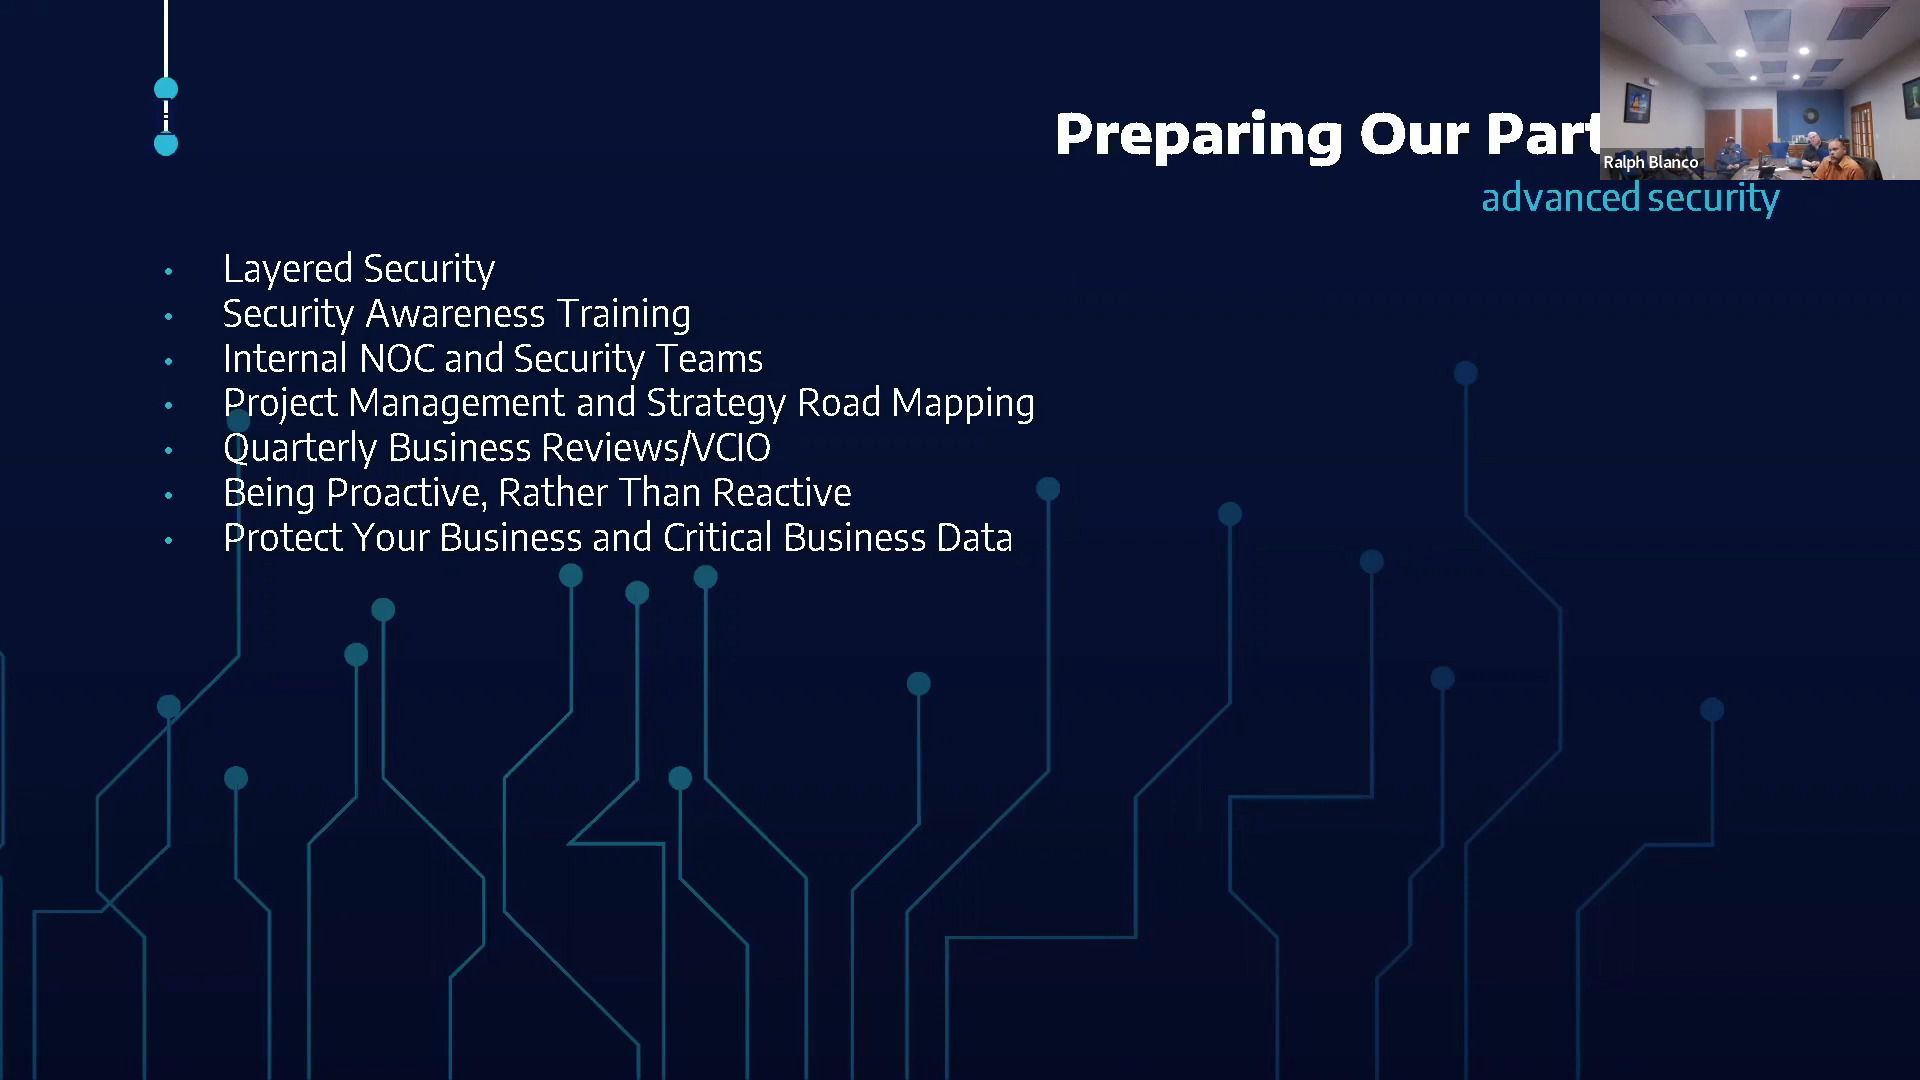 Preparing Our Part
Ralph Blanco
advanced security
• Layered Security
• Security Awareness Training
• Internal NOC and Security Teams
• Project Management and Strategy Road Mapping
• Quarterly Business Reviews/VCIO
• Being Proactive, Rather Than Reactive
• Protect Your Business and Critical Business Data